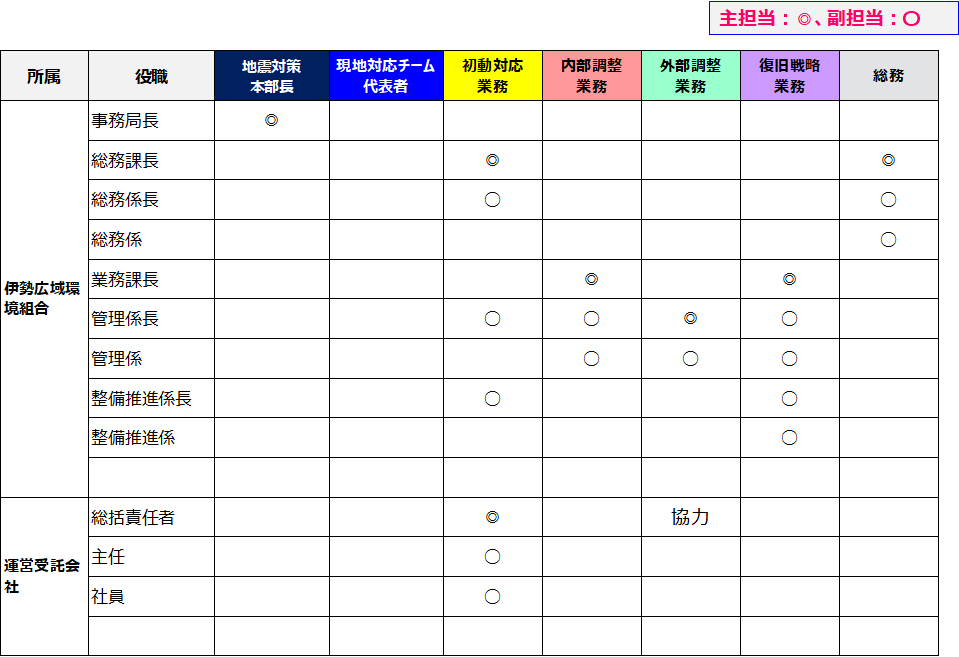 主担当：◎、副担当：〇
所属 役職 地震対策 現地対応チーム 初動対応 内部調整 外部調整 復旧戦略 総務
本部長 代表者 業務 業務 業務 業務
事務局長 ◎
総務課長 ◎ ◎
総務係長 〇 〇
総務係 〇
業務課長 ◎ ◎
伊勢広域環
境組合
管理係長 〇 〇 ◎ 〇
管理係 〇 〇 〇
整備推進係長 〇 〇
整備推進係 〇
総括責任者 ◎ 協力
運営受託会
社
主任 〇
社員 〇